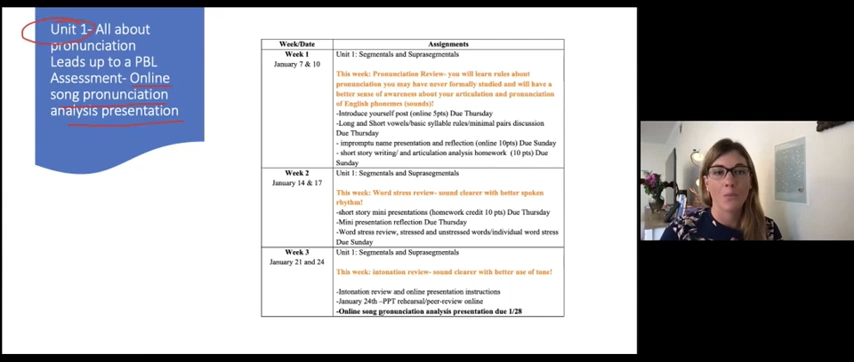 Unit 1- All about
pronunciation
Leads up to a PBL
Assessment- Online
song pronunciation
analysis presentation
Week/Date Assignments
Week 1 Unit 1: Segmentals and Suprasegmentals
January 7 & 10
This week: Pronunciation Review- you will learn rules about
pronunciation you may have never formally studied and will have a
better sense of awareness about your articulation and pronunciation
of English phonemes (sounds)!
-Introduce yourself post (online 5pts) Due Thursday
-Long and Short vowels/basic syllable rules/minimal pairs discussion
Due Thursday
- impromptu name presentation and reflection (online 10pts) Due Sunday
- short story writing/ and articulation analysis homework (10 pts) Due
Sunday
Week 2 Unit 1: Segmentals and Suprasegmentals
January 14 & 17
This week: Word stress review- sound clearer with better spoken
rhythm!
-short story mini presentations (homework credit 10 pts) Due Thursday
-Mini presentation reflection Due Thursday
-Word stress review, stressed and unstressed words/individual word stress
Due Sunday
Week 3 Unit 1: Segmentals and Suprasegmentals
January 21 and 24
This week: intonation review- sound clearer with better use of tone!
-Intonation review and online presentation instructions
-January 24th –PPT rehearsal/peer-review online
-Online song pronunciation analysis presentation due 1/28